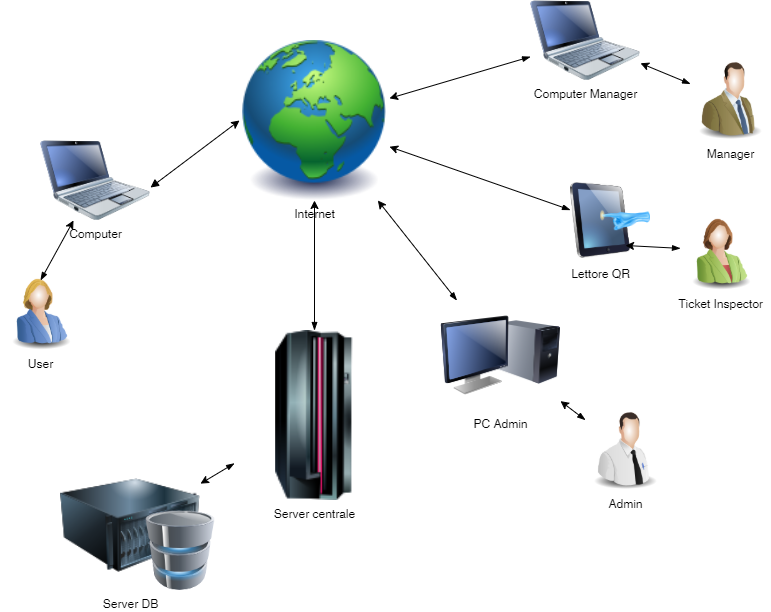 Computer Manager
Manager
Internet
Computer
Lettore QR
Ticket Inspector
User
PC Admin
Admin
Server centrale
Server DB